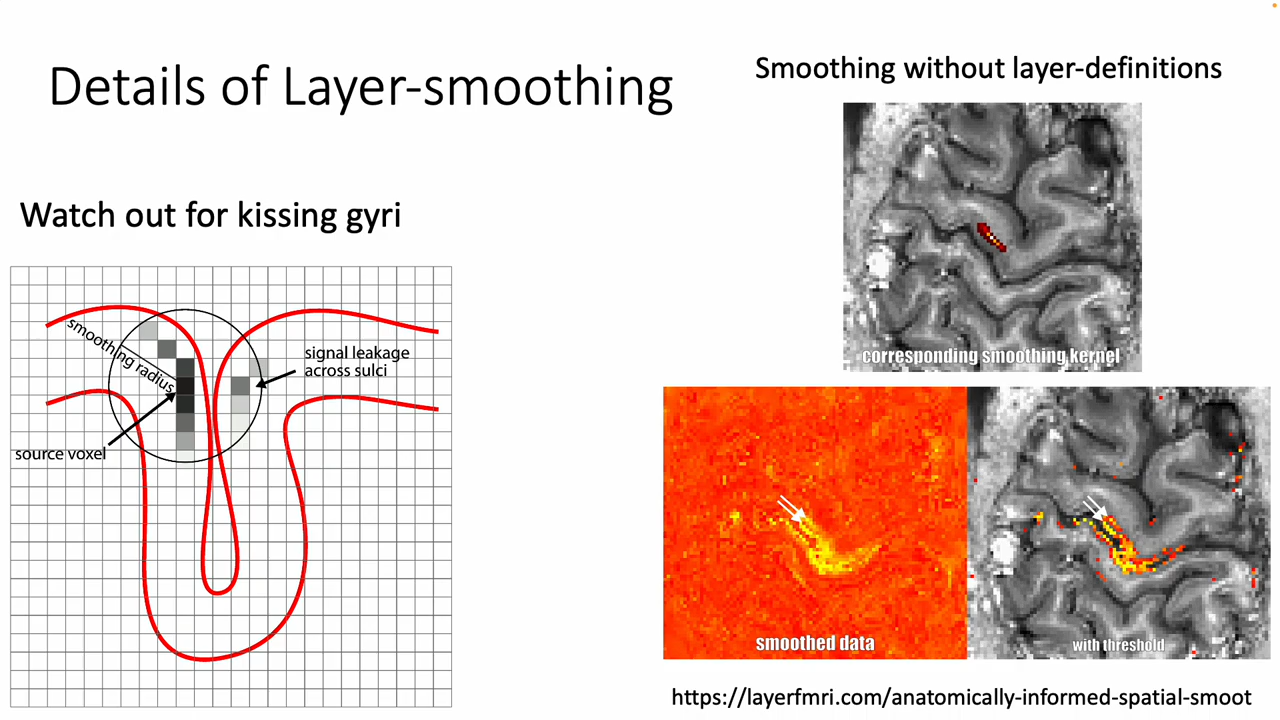 Details of Layer-smoothing
Watch out for kissing gyri
smoothing radius
signal leakage
across sulci
source voxel
Smoothing without layer-definitions
corresponding smoothing kernel
smoothed data
with threshold
https://layerfmri.com/anatomically-informed-spatial-smoot